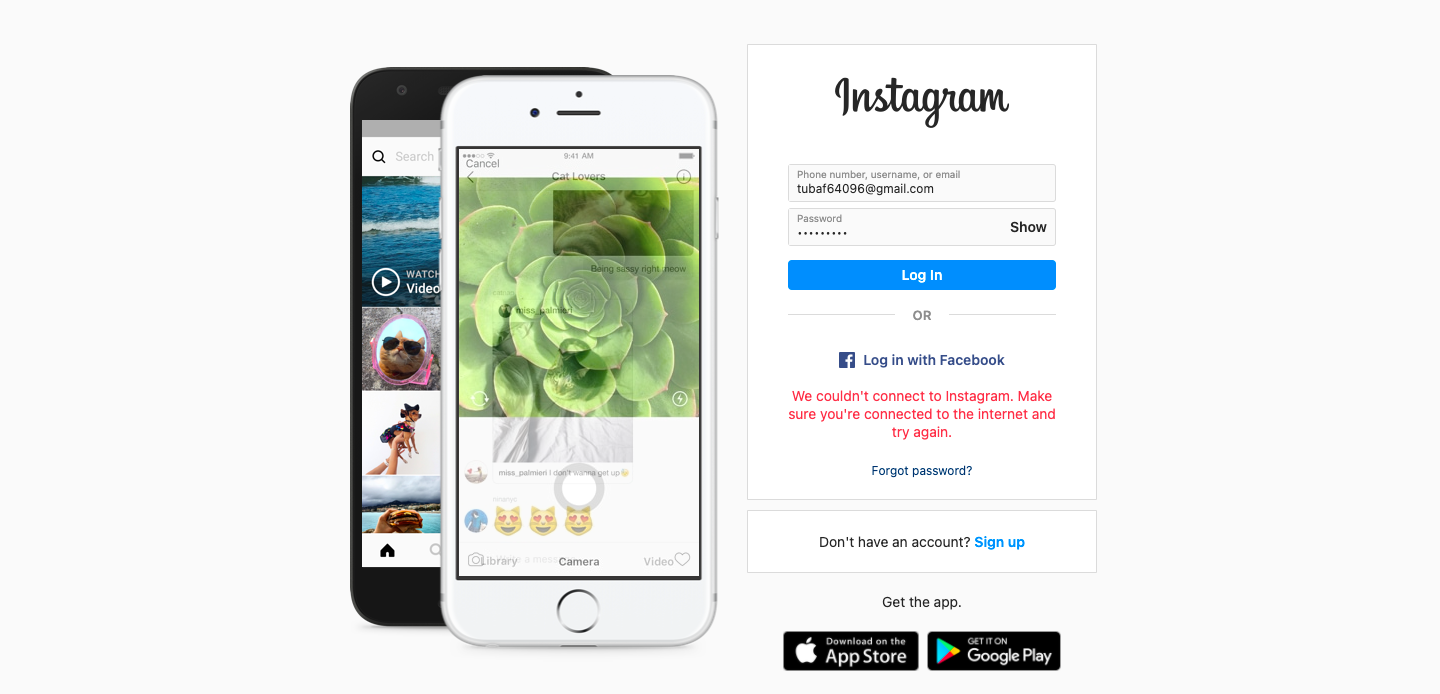 Search
WATCH
Video
9:41 AM
Cancel
Cat Lovers
Being sassy right meow
miss_palmieri
miss_palmieri I don't wanna get up
Library
Camera
Video
Instagram
Phone number, username, or email
tubaf64096@gmail.com
Password
•••••••••
Show
Log In
OR
Log in with Facebook
We couldn't connect to Instagram. Make
sure you're connected to the internet and
try again.
Forgot password?
Don't have an account? Sign up
Get the app.
Download on the
App Store
GET IT ON
Google Play